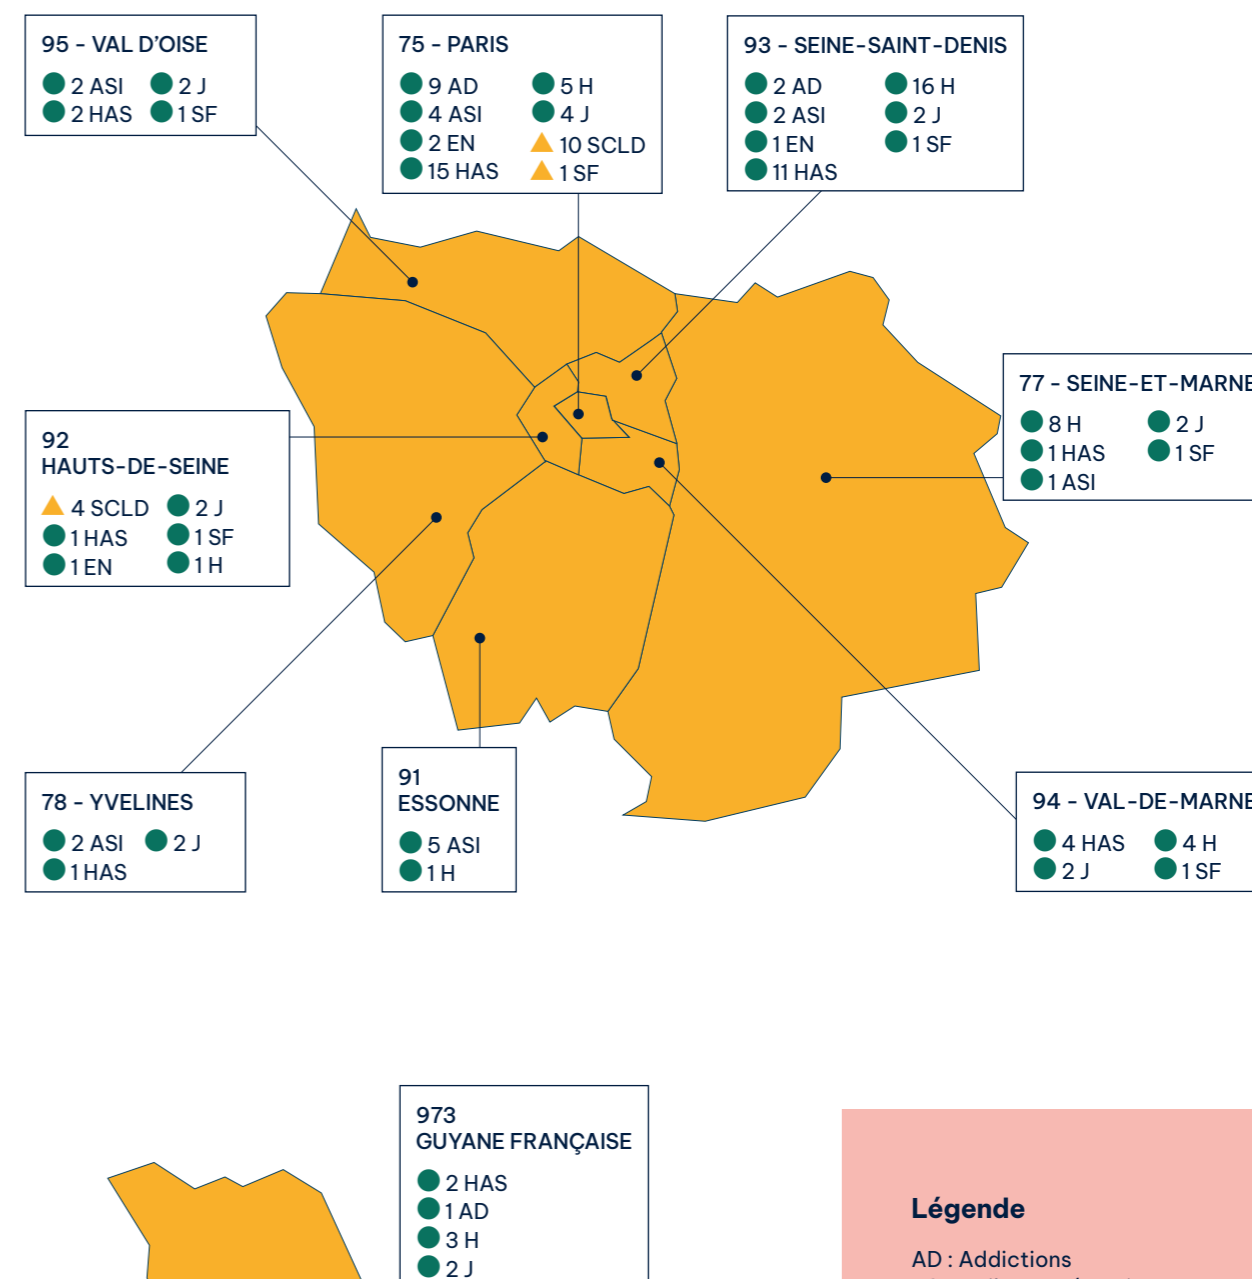 95 - VAL D'OISE
2 ASI
2 J
2 HAS
1 SF
75 - PARIS
9 AD
5 H
4 ASI
4 J
2 EN
10 SCLD
15 HAS
1 SF
93 - SEINE-SAINT-DENIS
2 AD
16 H
2 ASI
2 J
1 EN
1 SF
11 HAS
77 - SEINE-ET-MARNE
8 H
2 J
1 HAS
1 SF
1 ASI
92
HAUTS-DE-SEINE
4 SCLD
2 J
1 HAS
1 SF
1 EN
1 H
78 - YVELINES
2 ASI
2 J
1 HAS
91
ESSONNE
5 ASI
1 H
94 - VAL-DE-MARNE
4 HAS
4 H
2 J
1 SF
973
GUYANE FRANÇAISE
2 HAS
1 AD
3 H
2 J
Légende
AD : Addictions